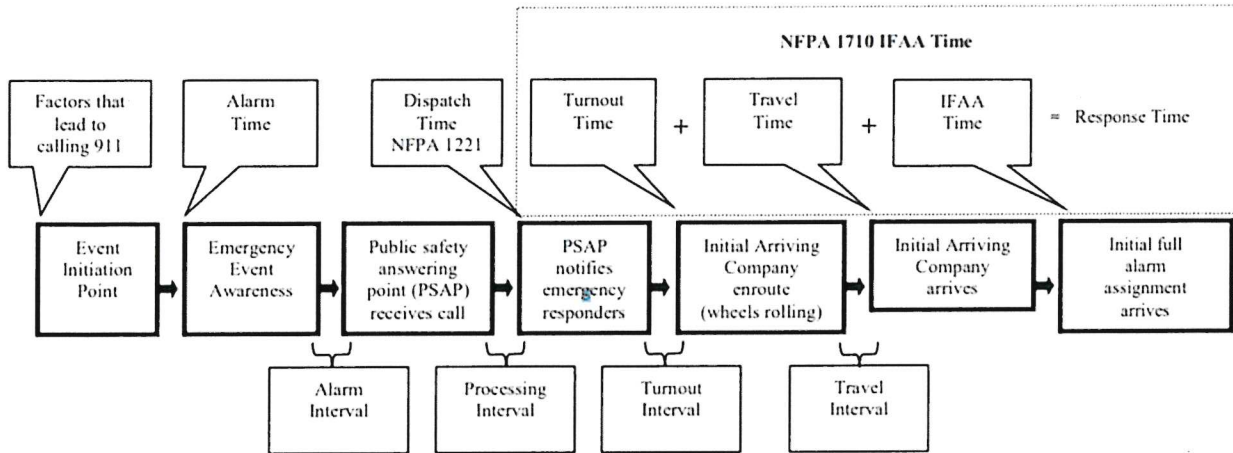 NFPA 1710 IFAA Time
Factors that
lead to
calling 911
Alarm
Time
Dispatch
Time
NFPA 1221
Turnout
Time
+
Travel
Time
+
IFAA
Time
= Response Time
Event
Initiation
Point
Emergency
Event
Awareness
Public safety
answering
point (PSAP)
receives call
PSAP
notifies
emergency
responders
Initial Arriving
Company
enroute
(wheels rolling)
Initial Arriving
Company
arrives
Initial full
alarm
assignment
arrives
Alarm
Interval
Processing
Interval
Turnout
Interval
Travel
Interval